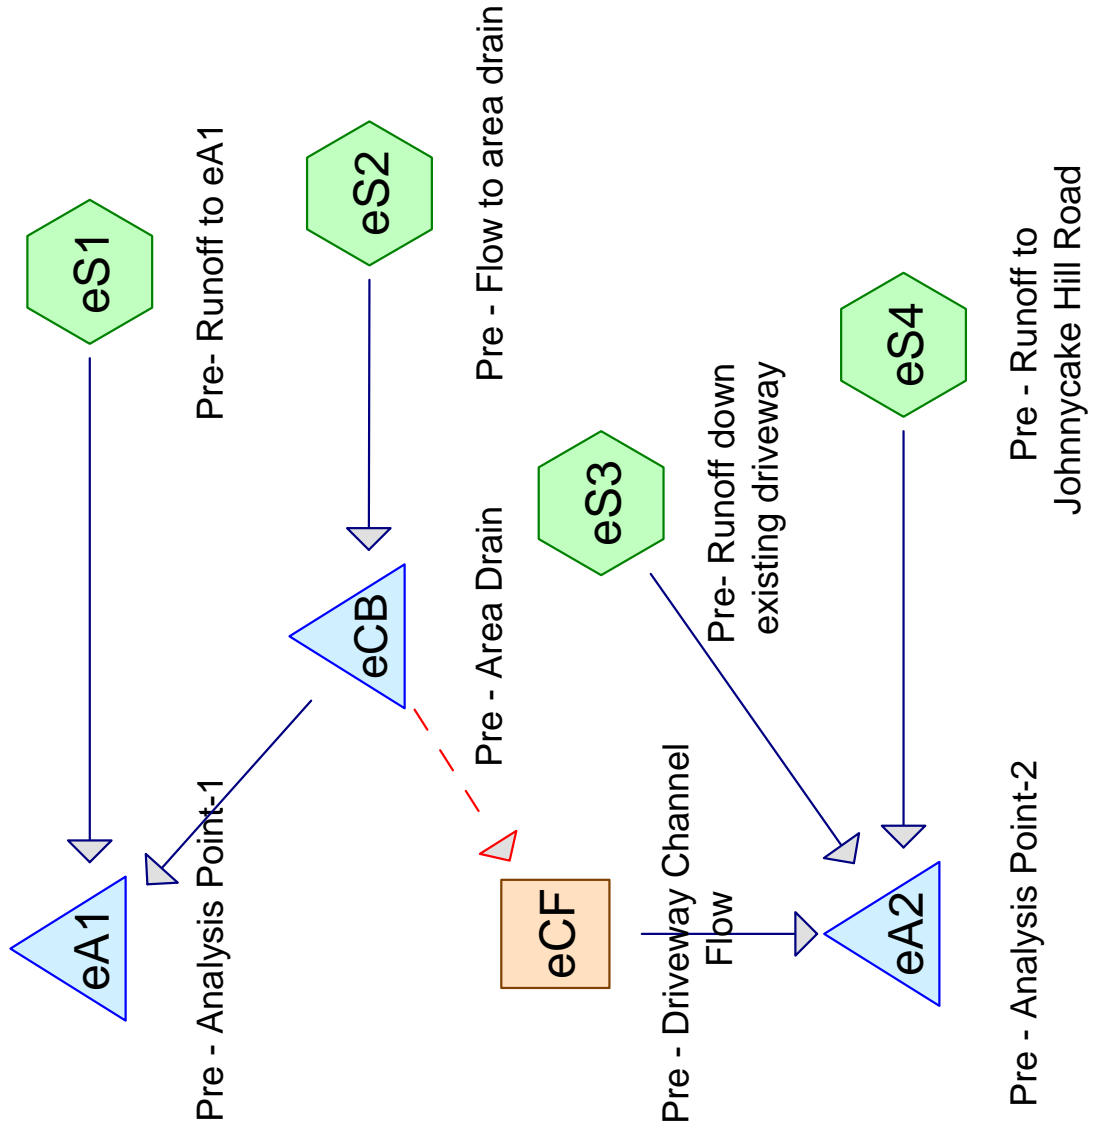 eS1
Pre- Runoff to eA1
eS2
Pre - Flow to area drain
eS3
Pre- Runoff down
existing driveway
eS4
Pre - Runoff to
Johnnycake Hill Road
eCB
Pre - Area Drain
eA1
Pre - Analysis Point-1
eCF
Pre - Driveway Channel
Flow
eA2
Pre - Analysis Point-2